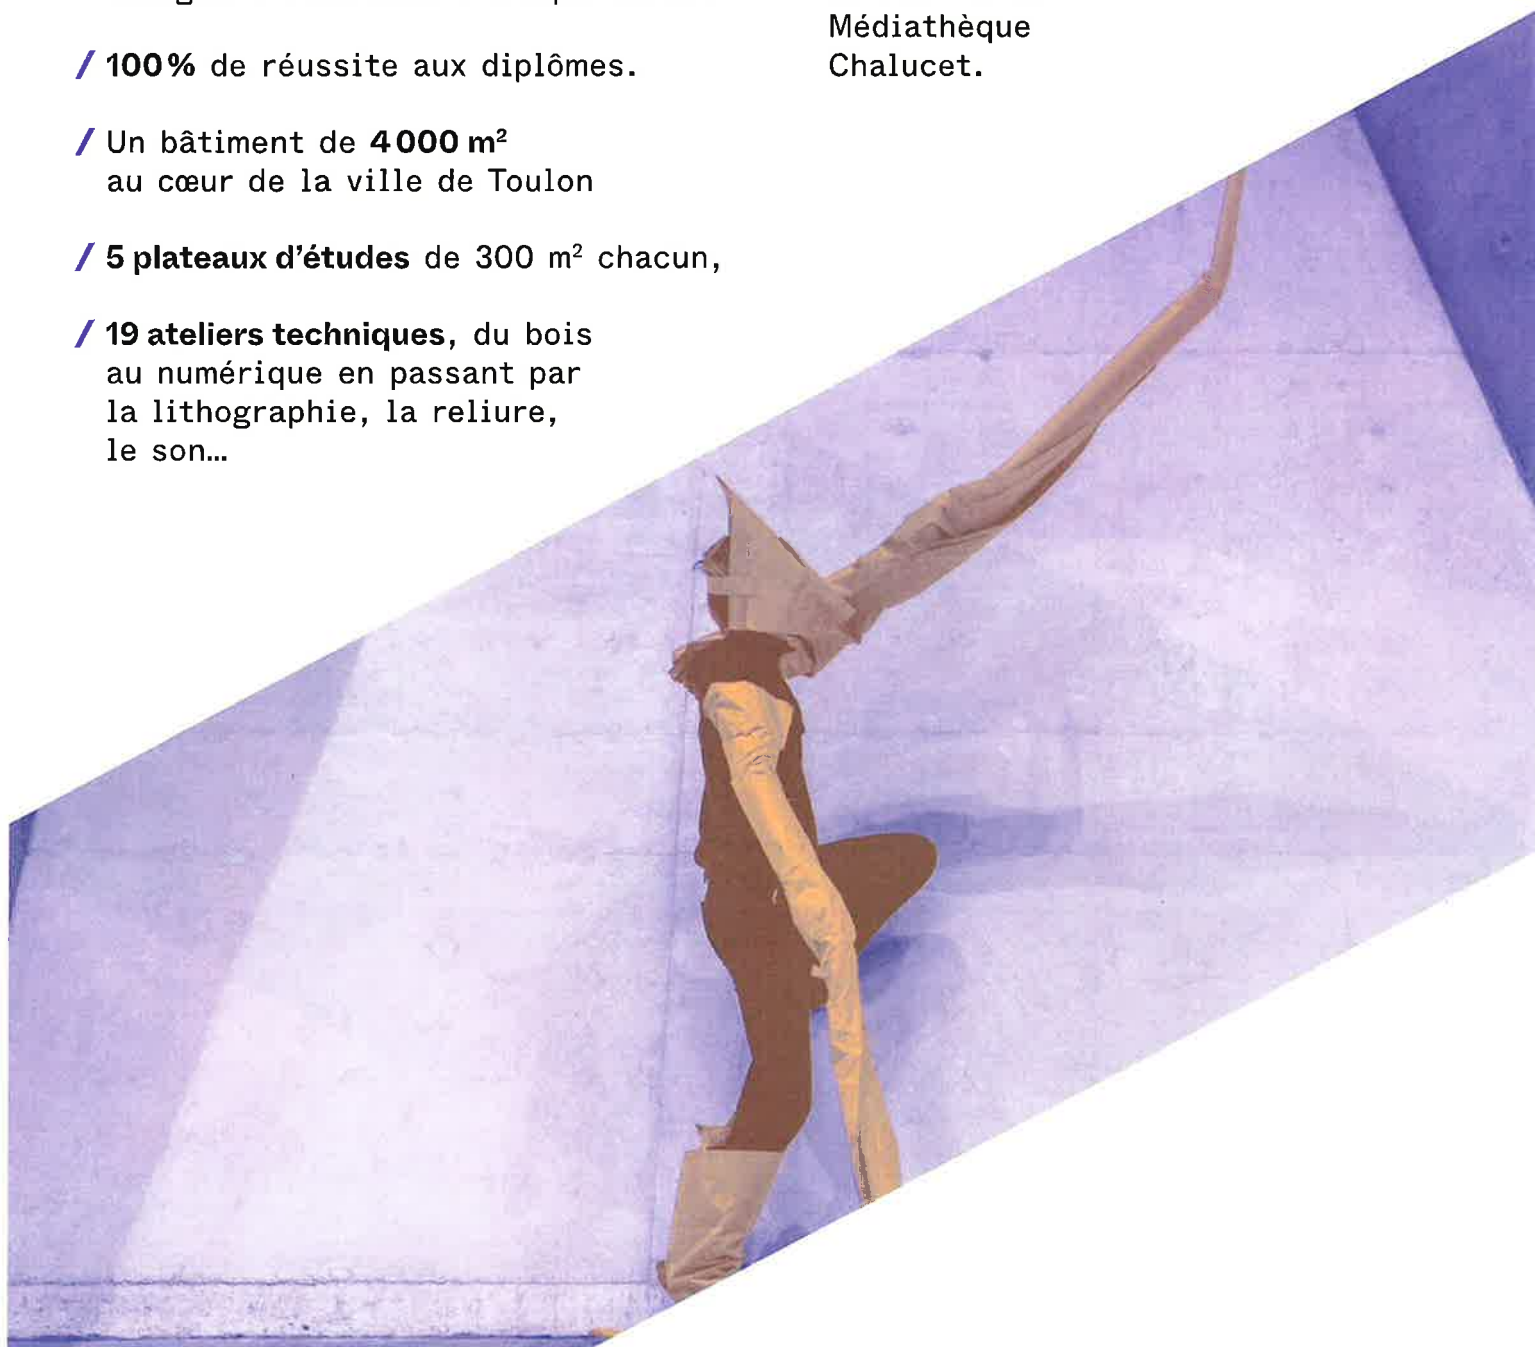 / 100 % de réussite aux diplômes.
/ Un bâtiment de 4 000 m²
au cœur de la ville de Toulon
/ 5 plateaux d’études de 300 m² chacun,
/ 19 ateliers techniques, du bois
au numérique en passant par
la lithographie, la reliure,
le son…
Médiathèque
Chalucet.